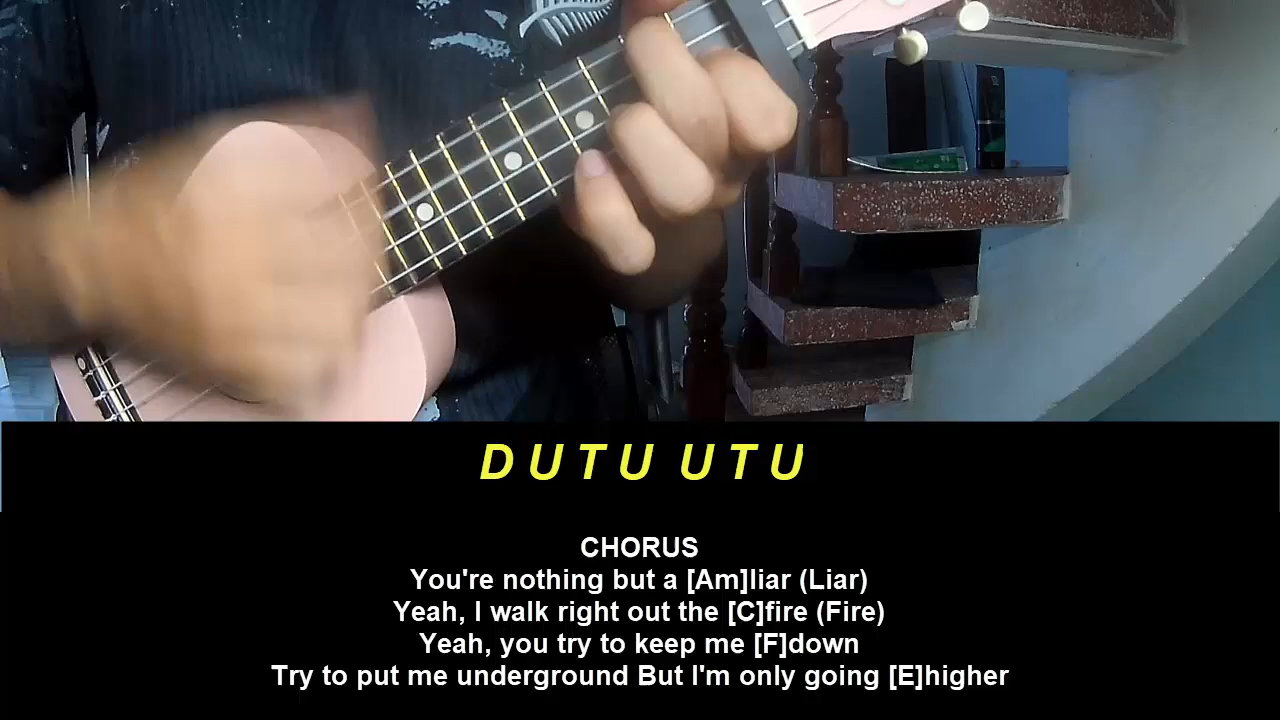 D U T U U T U
CHORUS
You're nothing but a [Am]liar (Liar)
Yeah, I walk right out the [C]fire (Fire)
Yeah, you try to keep me [F]down
Try to put me underground But I'm only going [E]higher